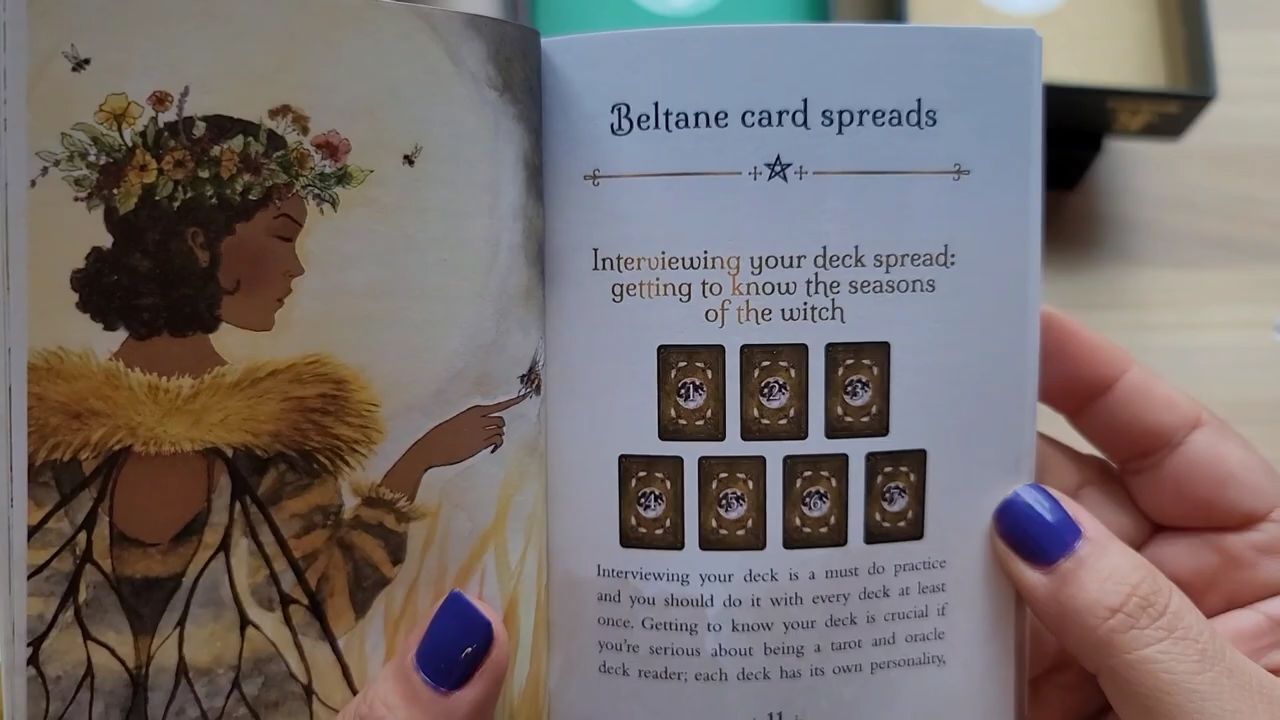 Beltane card spreads
Interviewing your deck spread:
getting to know the seasons
of the witch
1 2 3
4 5 6 7
Interviewing your deck is a must do practice
and you should do it with every deck at least
once. Getting to know your deck is crucial if
you're serious about being a tarot and oracle
deck reader; each deck has its own personality,
11